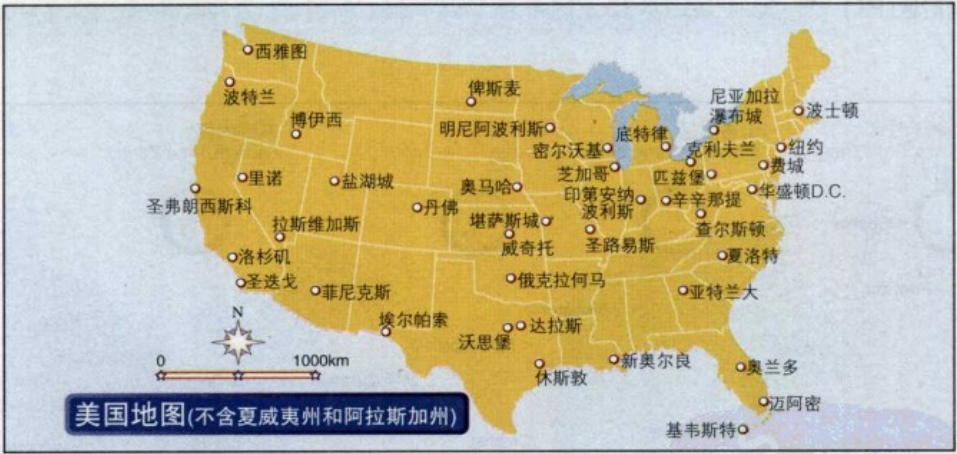 西雅图
波特兰
俾斯麦
博伊西
明尼阿波利斯
底特律
尼亚加拉
瀑布城
波士顿
密尔沃基
克利夫兰
纽约
芝加哥
匹兹堡
费城
里诺
盐湖城
奥马哈
印第安纳
波利斯
辛辛那提
华盛顿D.C.
圣弗朗西斯科
丹佛
堪萨斯城
查尔斯顿
拉斯维加斯
威奇托
圣路易斯
洛杉矶
夏洛特
圣迭戈
菲尼克斯
俄克拉何马
亚特兰大
埃尔帕索
沃思堡
达拉斯
N
0
1000km
休斯敦
新奥尔良
奥兰多
迈阿密
基韦斯特
美国地图(不含夏威夷州和阿拉斯加州)